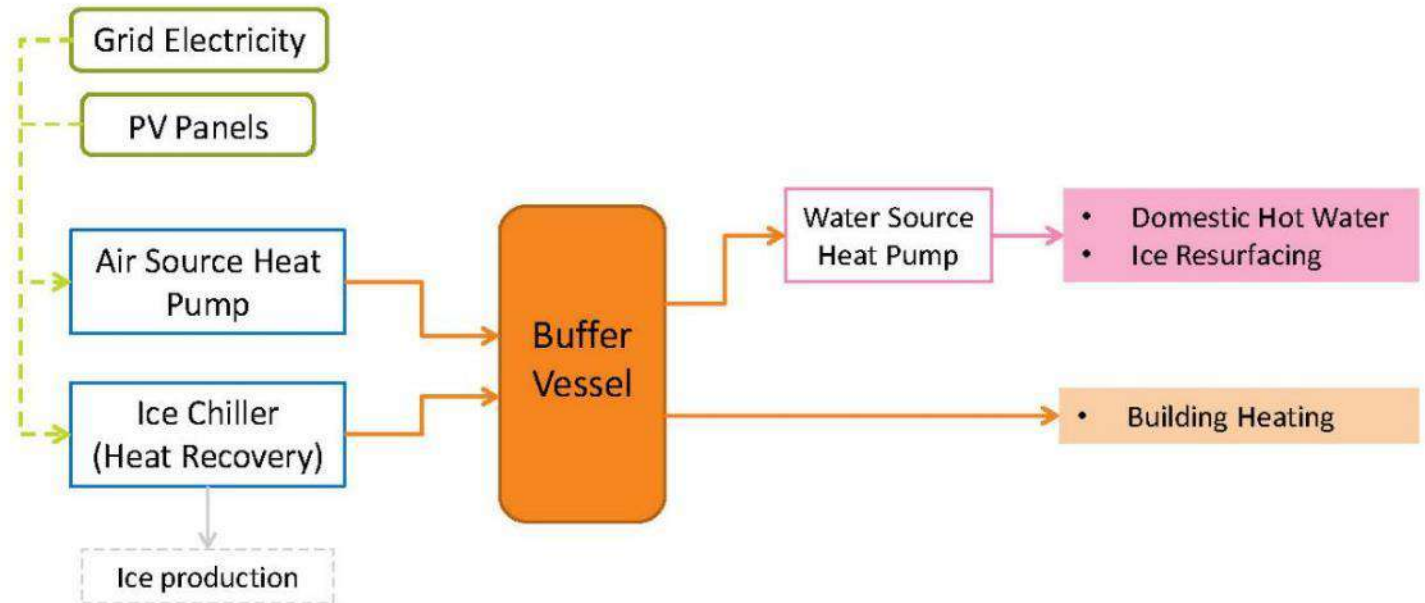 Grid Electricity
PV Panels
Air Source Heat
Pump
Ice Chiller
(Heat Recovery)
Ice production
Buffer
Vessel
Water Source
Heat Pump
• Domestic Hot Water
• Ice Resurfacing
• Building Heating